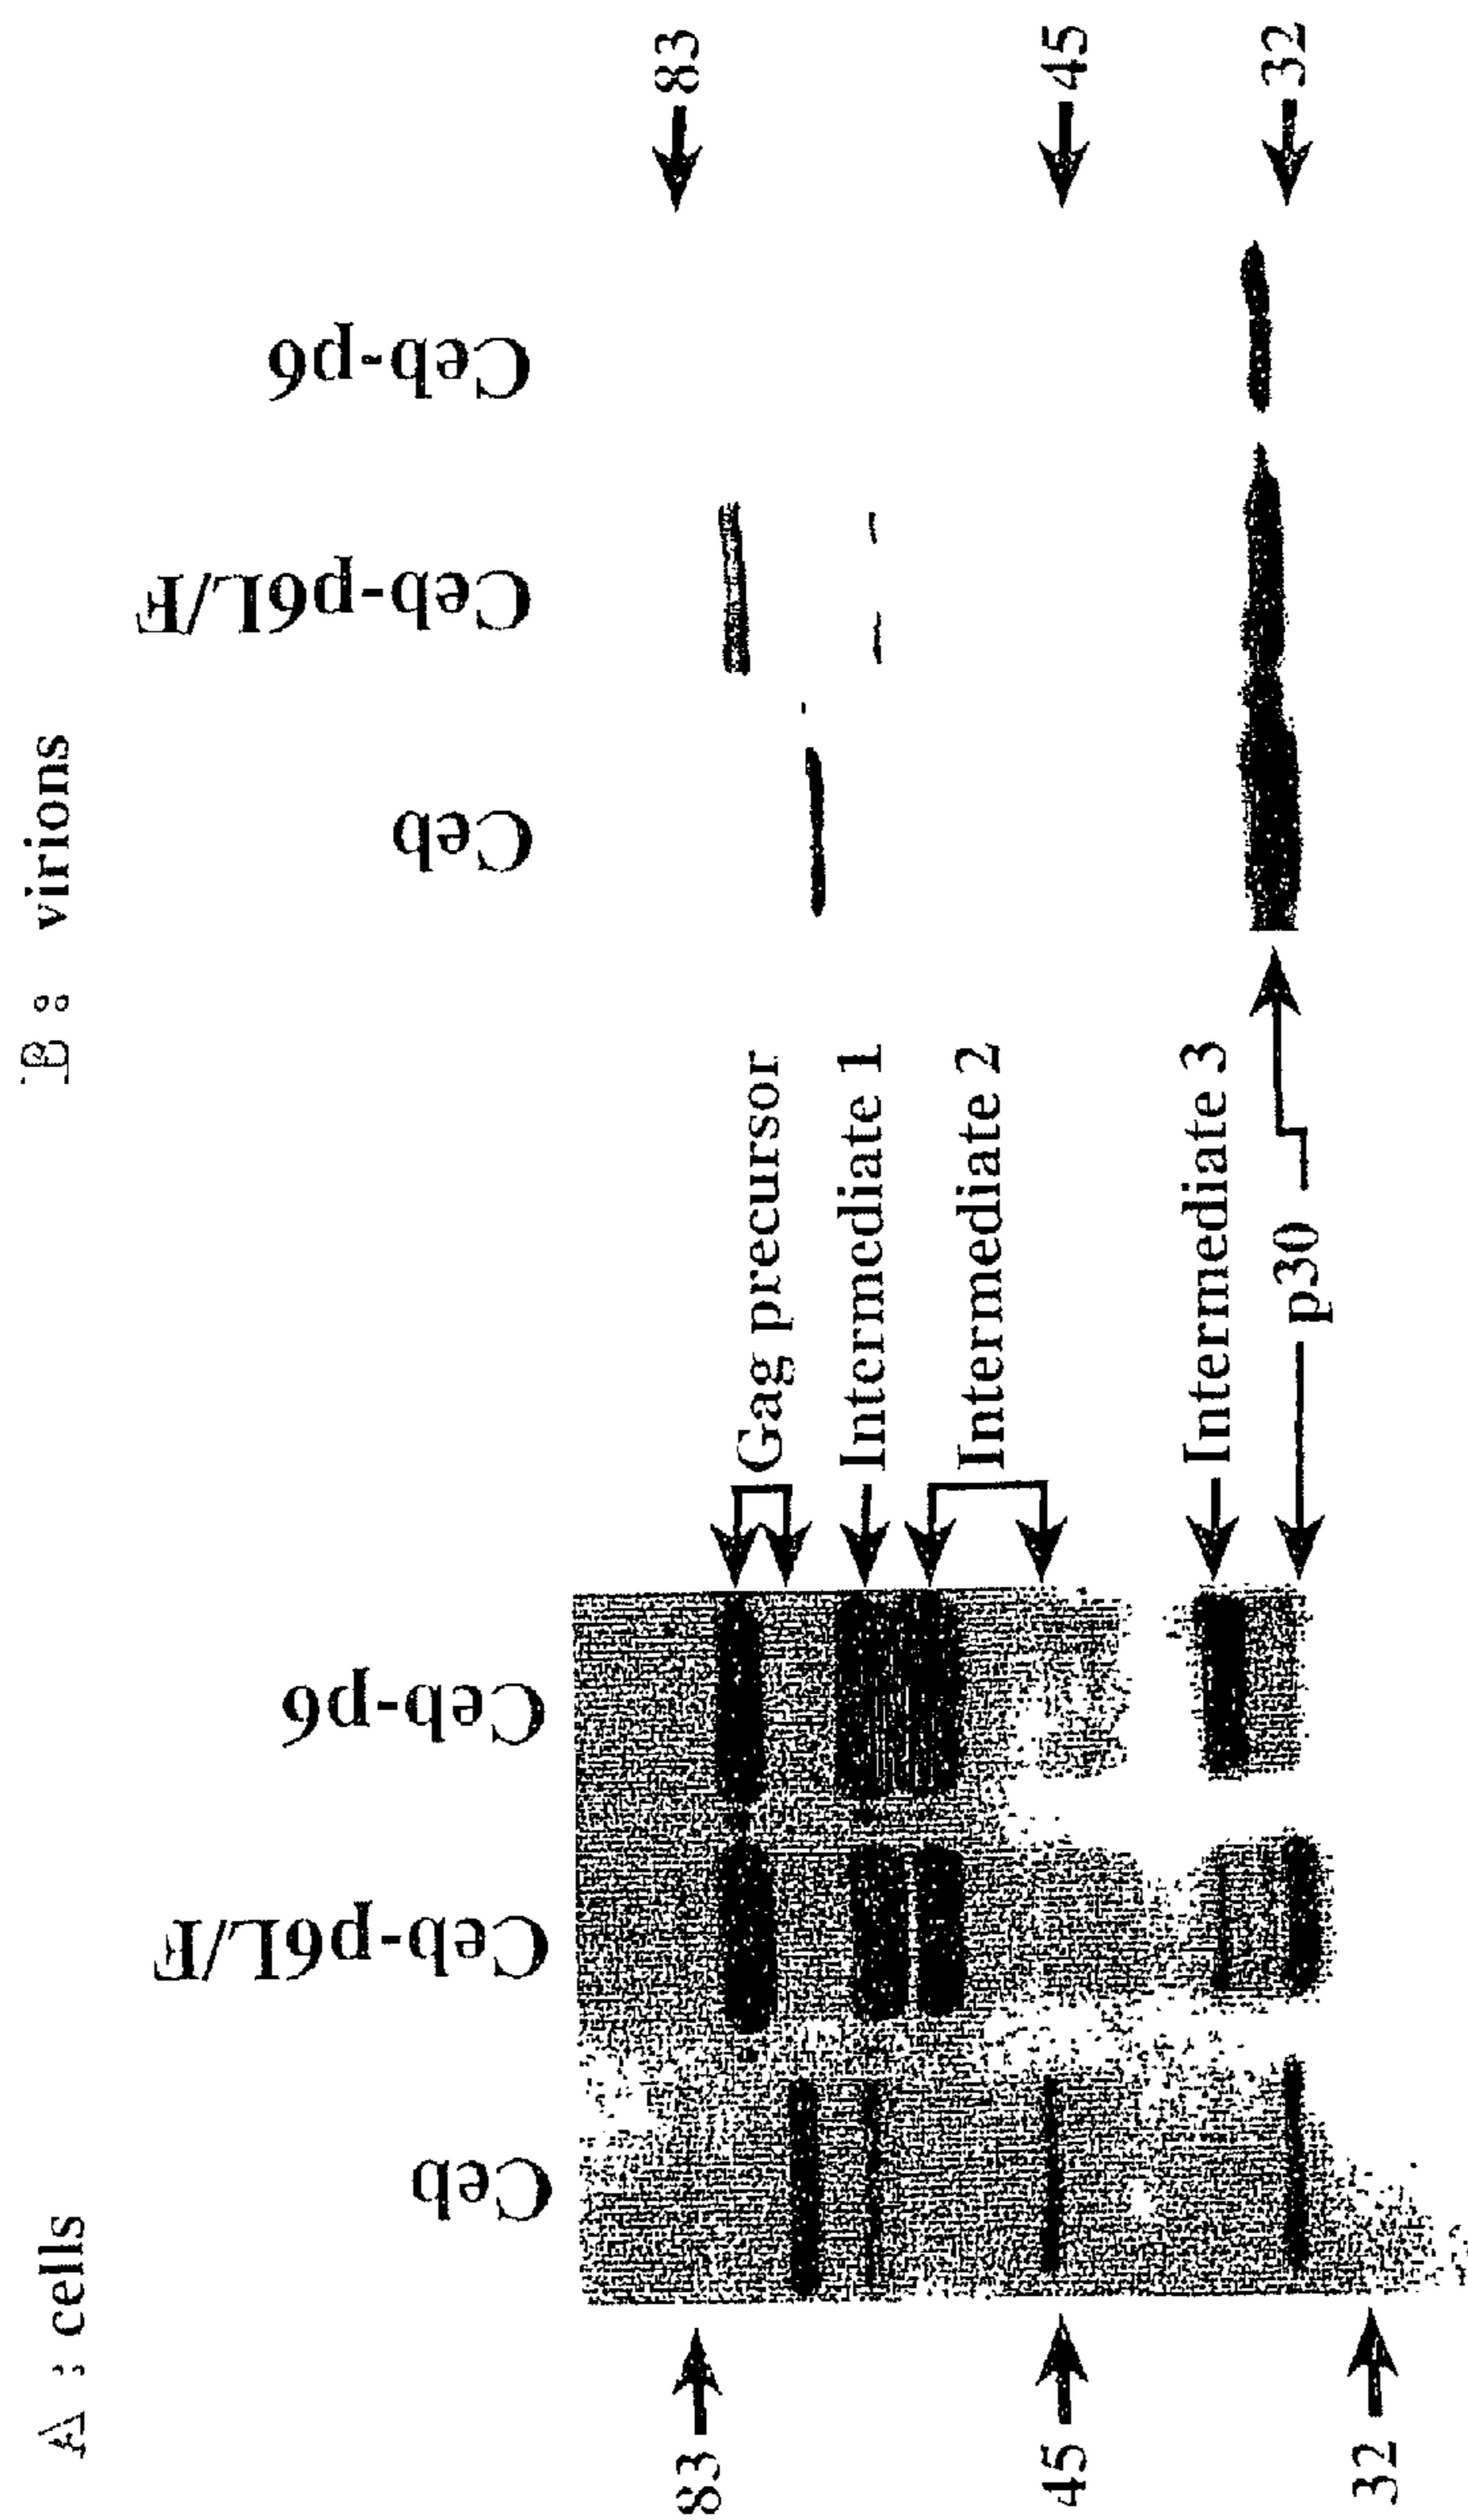 A : cells
B : virions
Ceb
Ceb-p6L/F
Ceb-p6
Ceb
Ceb-p6L/F
Ceb-p6
83
45
32
Gag precursor
Intermediate 1
Intermediate 2
Intermediate 3
p30
83
45
32